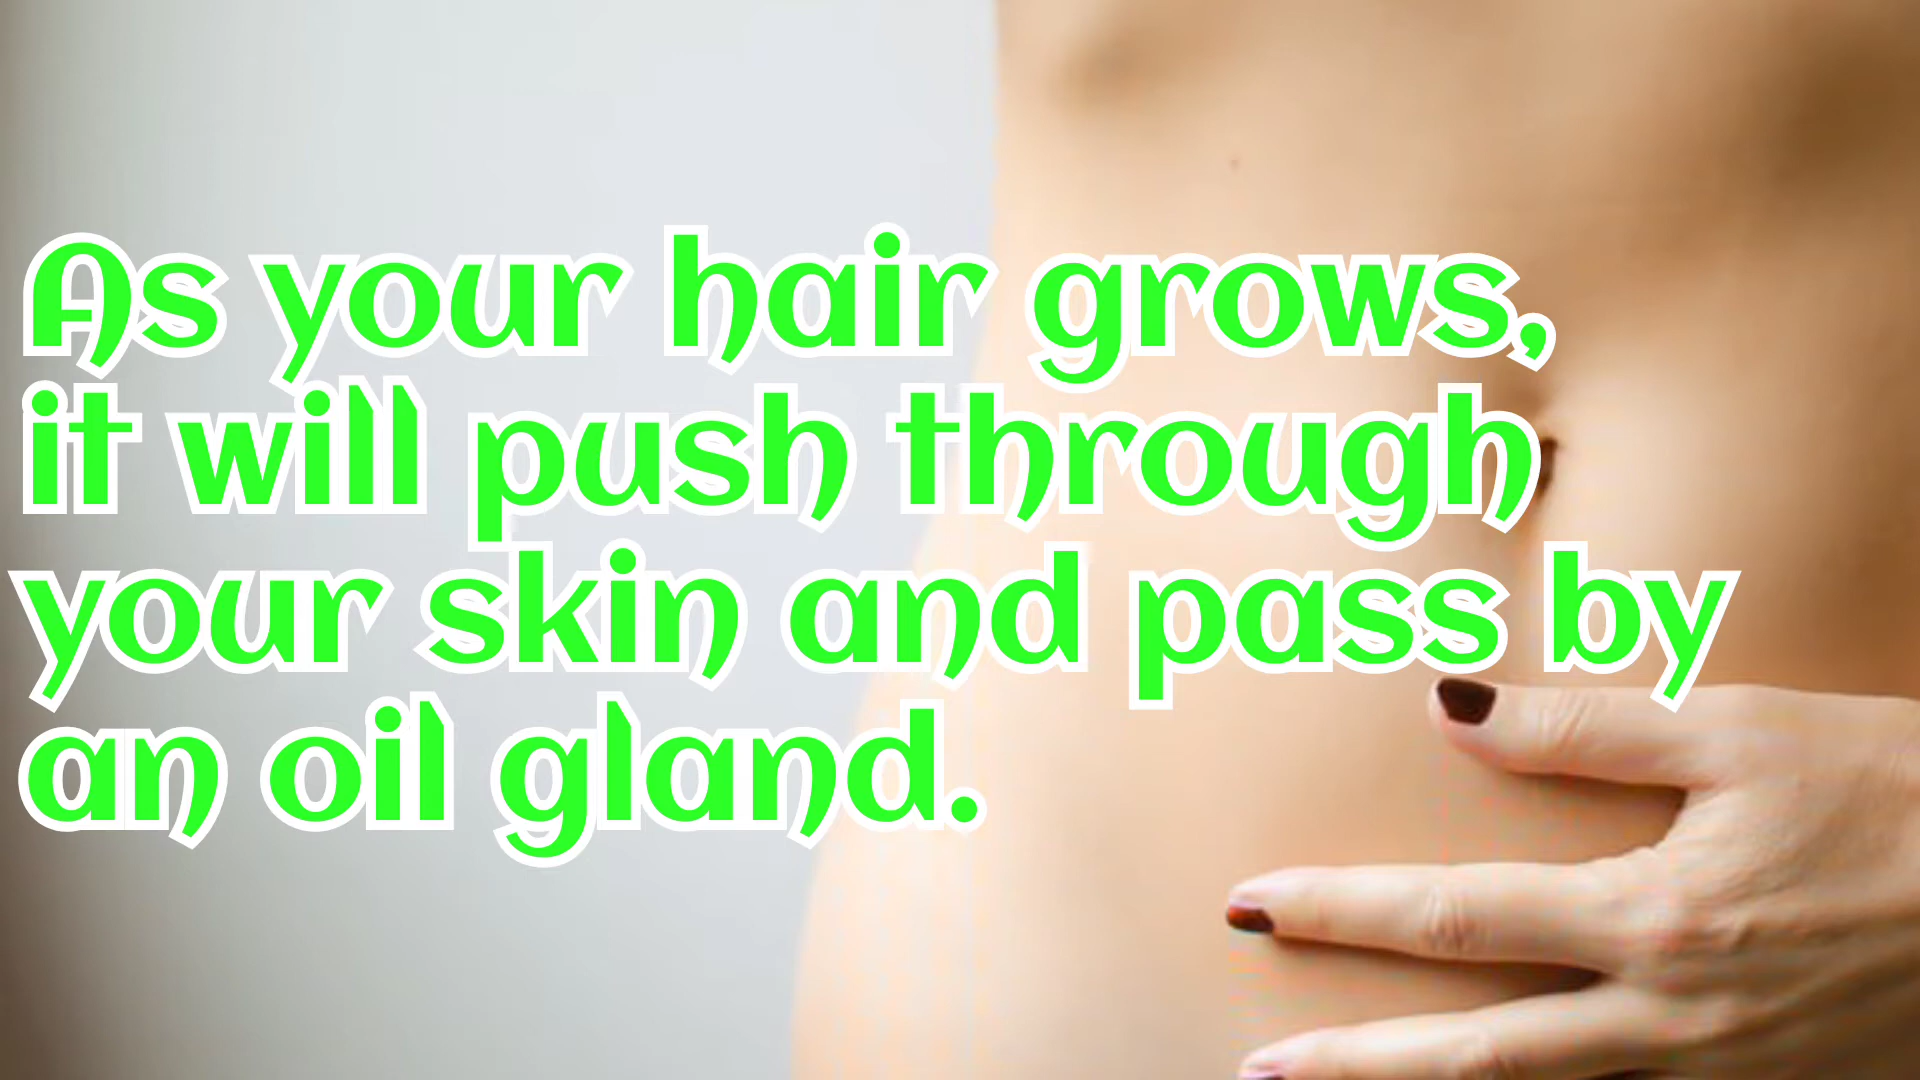 As your hair grows,
it will push through
your skin and pass by
an oil gland.